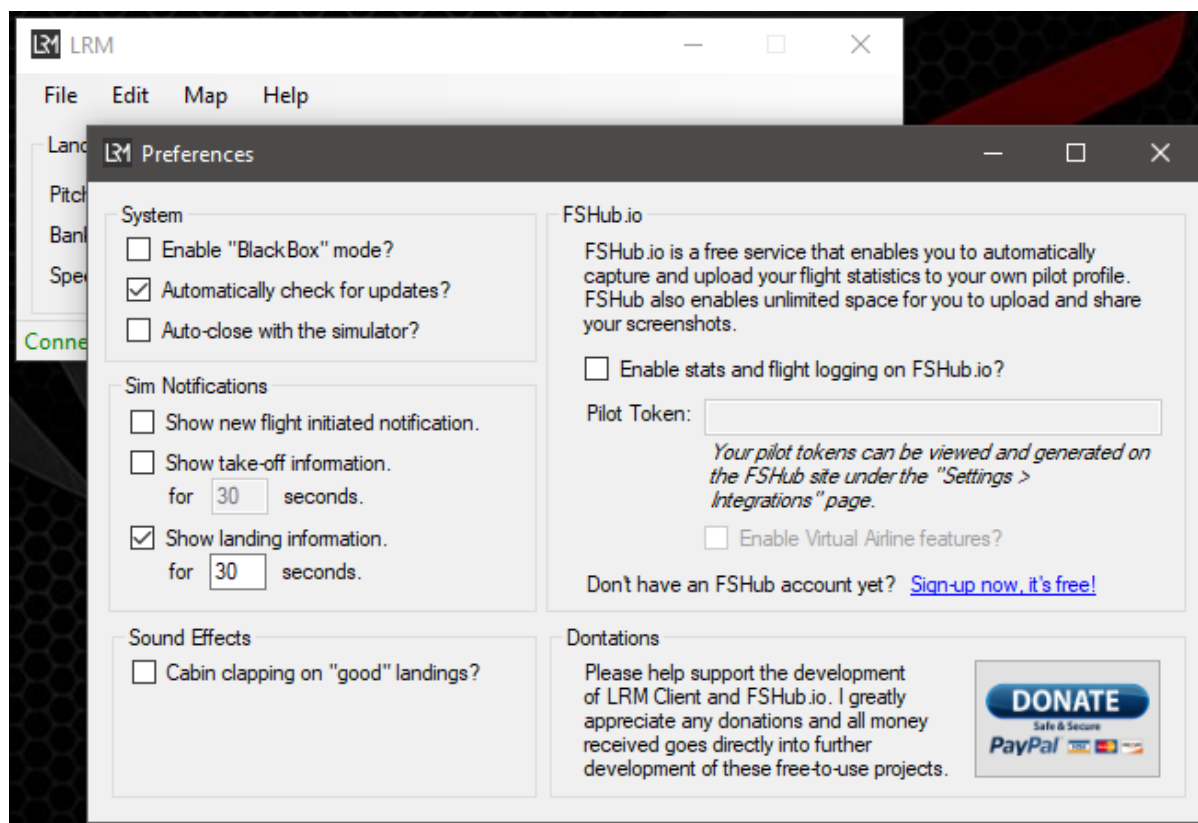 LRM LRM
File Edit Map Help
LRM Preferences
System
Enable "BlackBox" mode?
Automatically check for updates?
Auto-close with the simulator?
Sim Notifications
Show new flight initiated notification.
Show take-off information.
for 30 seconds.
Show landing information.
for 30 seconds.
Sound Effects
Cabin clapping on "good" landings?
FSHub.io
FSHub.io is a free service that enables you to automatically
capture and upload your flight statistics to your own pilot profile.
FSHub also enables unlimited space for you to upload and share
your screenshots.
Enable stats and flight logging on FSHub.io?
Pilot Token:
Your pilot tokens can be viewed and generated on
the FSHub site under the "Settings >
Integrations" page.
Enable Virtual Airline features?
Don't have an FSHub account yet? Sign-up now, it's free!
Dontations
Please help support the development
of LRM Client and FSHub.io. I greatly
appreciate any donations and all money
received goes directly into further
development of these free-to-use projects.
DONATE
Safe & Secure
PayPal